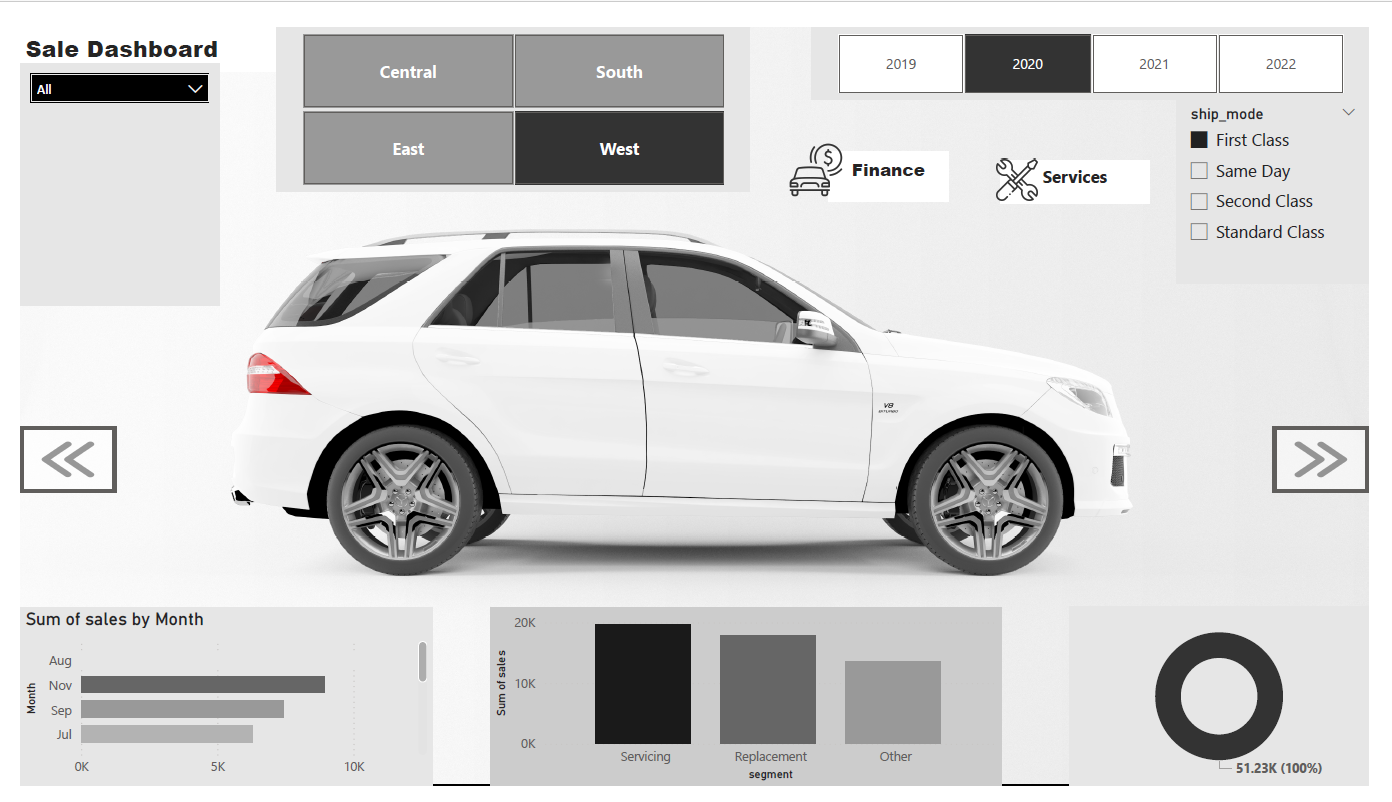 Sale Dashboard
All
Central
South
East
West
2019
2020
2021
2022
ship_mode
First Class
Same Day
Second Class
Standard Class
$
Finance
Services
V8
BITURBO
Sum of sales by Month
Month
Aug
Nov
Sep
Jul
0K
5K
10K
Sum of sales
20K
10K
0K
Servicing
Replacement
Other
segment
51.23K (100%)